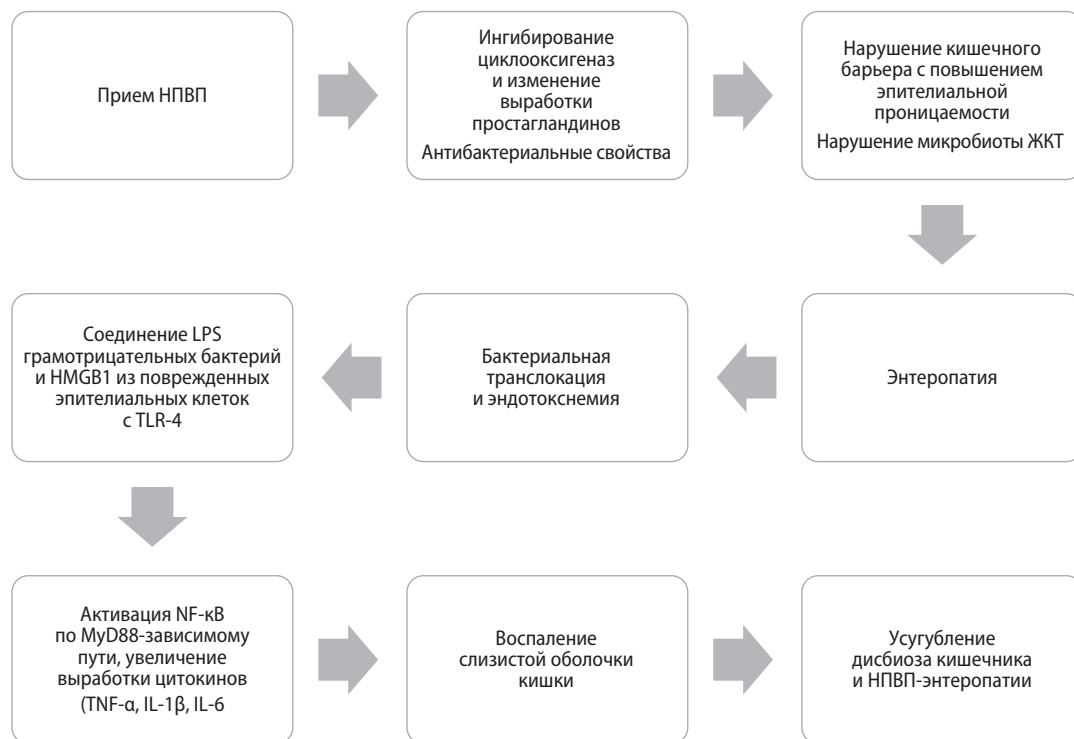 Прием НПВП
Ингибирование
циклооксигеназ
и изменение
выработки
простагландинов
Антибактериальные свойства
Нарушение кишечного
барьера с повышением
эпителиальной
проницаемости
Нарушение микробиоты ЖКТ
Энтеропатия
Бактериальная
транслокация
и эндотокснемия
Соединение LPS
грамотрицательных бактерий
и HMGB1 из поврежденных
эпителиальных клеток
с TLR-4
Активация NF-κB
по MyD88-зависимому
пути, увеличение
выработки цитокинов
(TNF-α, IL-1β, IL-6
Воспаление
слизистой оболочки
кишки
Усугубление
дисбиоза кишечника
и НПВП-энтеропатии